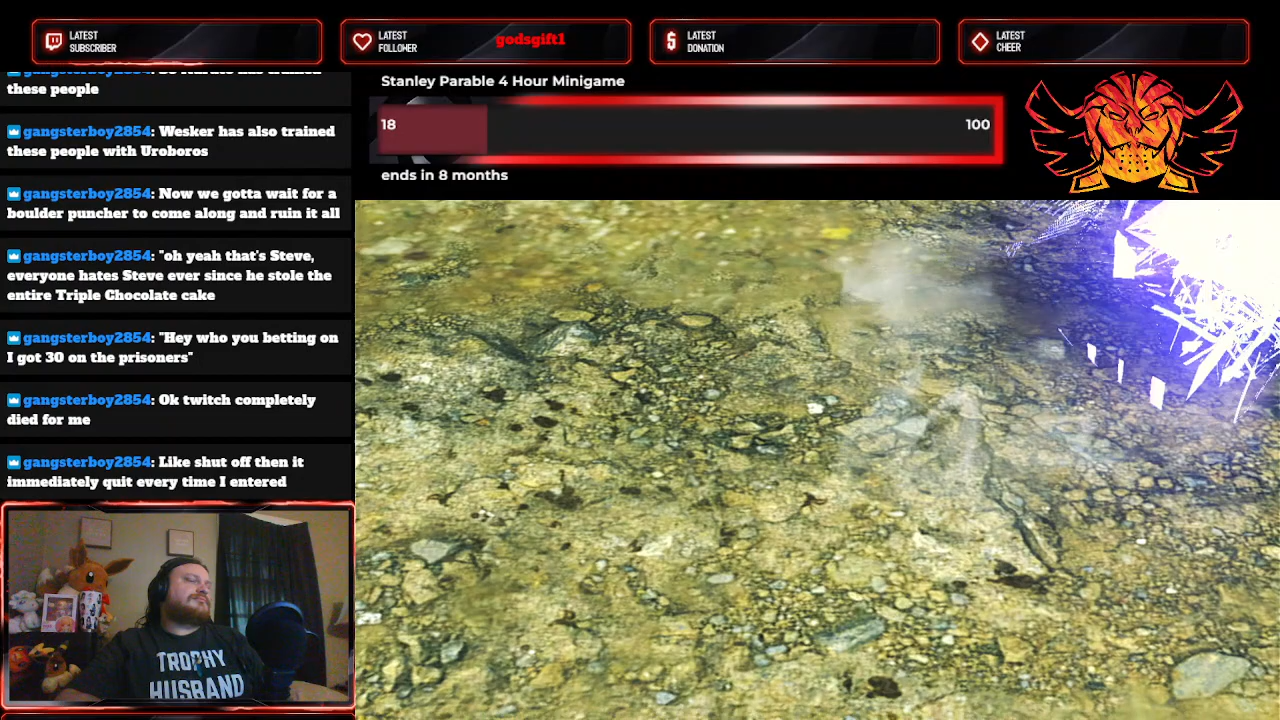 LATEST
SUBSCRIBER
LATEST
FOLLOWER
godsgift1
LATEST
DONATION
LATEST
CHEER
these people
gangsterboy2854: Wesker has also trained
these people with Uroboros
gangsterboy2854: Now we gotta wait for a
boulder puncher to come along and ruin it all
gangsterboy2854: "oh yeah that's Steve,
everyone hates Steve ever since he stole the
entire Triple Chocolate cake
gangsterboy2854: "Hey who you betting on
I got 30 on the prisoners"
gangsterboy2854: Ok twitch completely
died for me
gangsterboy2854: Like shut off then it
immediately quit every time I entered
Stanley Parable 4 Hour Minigame
18
100
ends in 8 months
TROPHY
HUSBAND